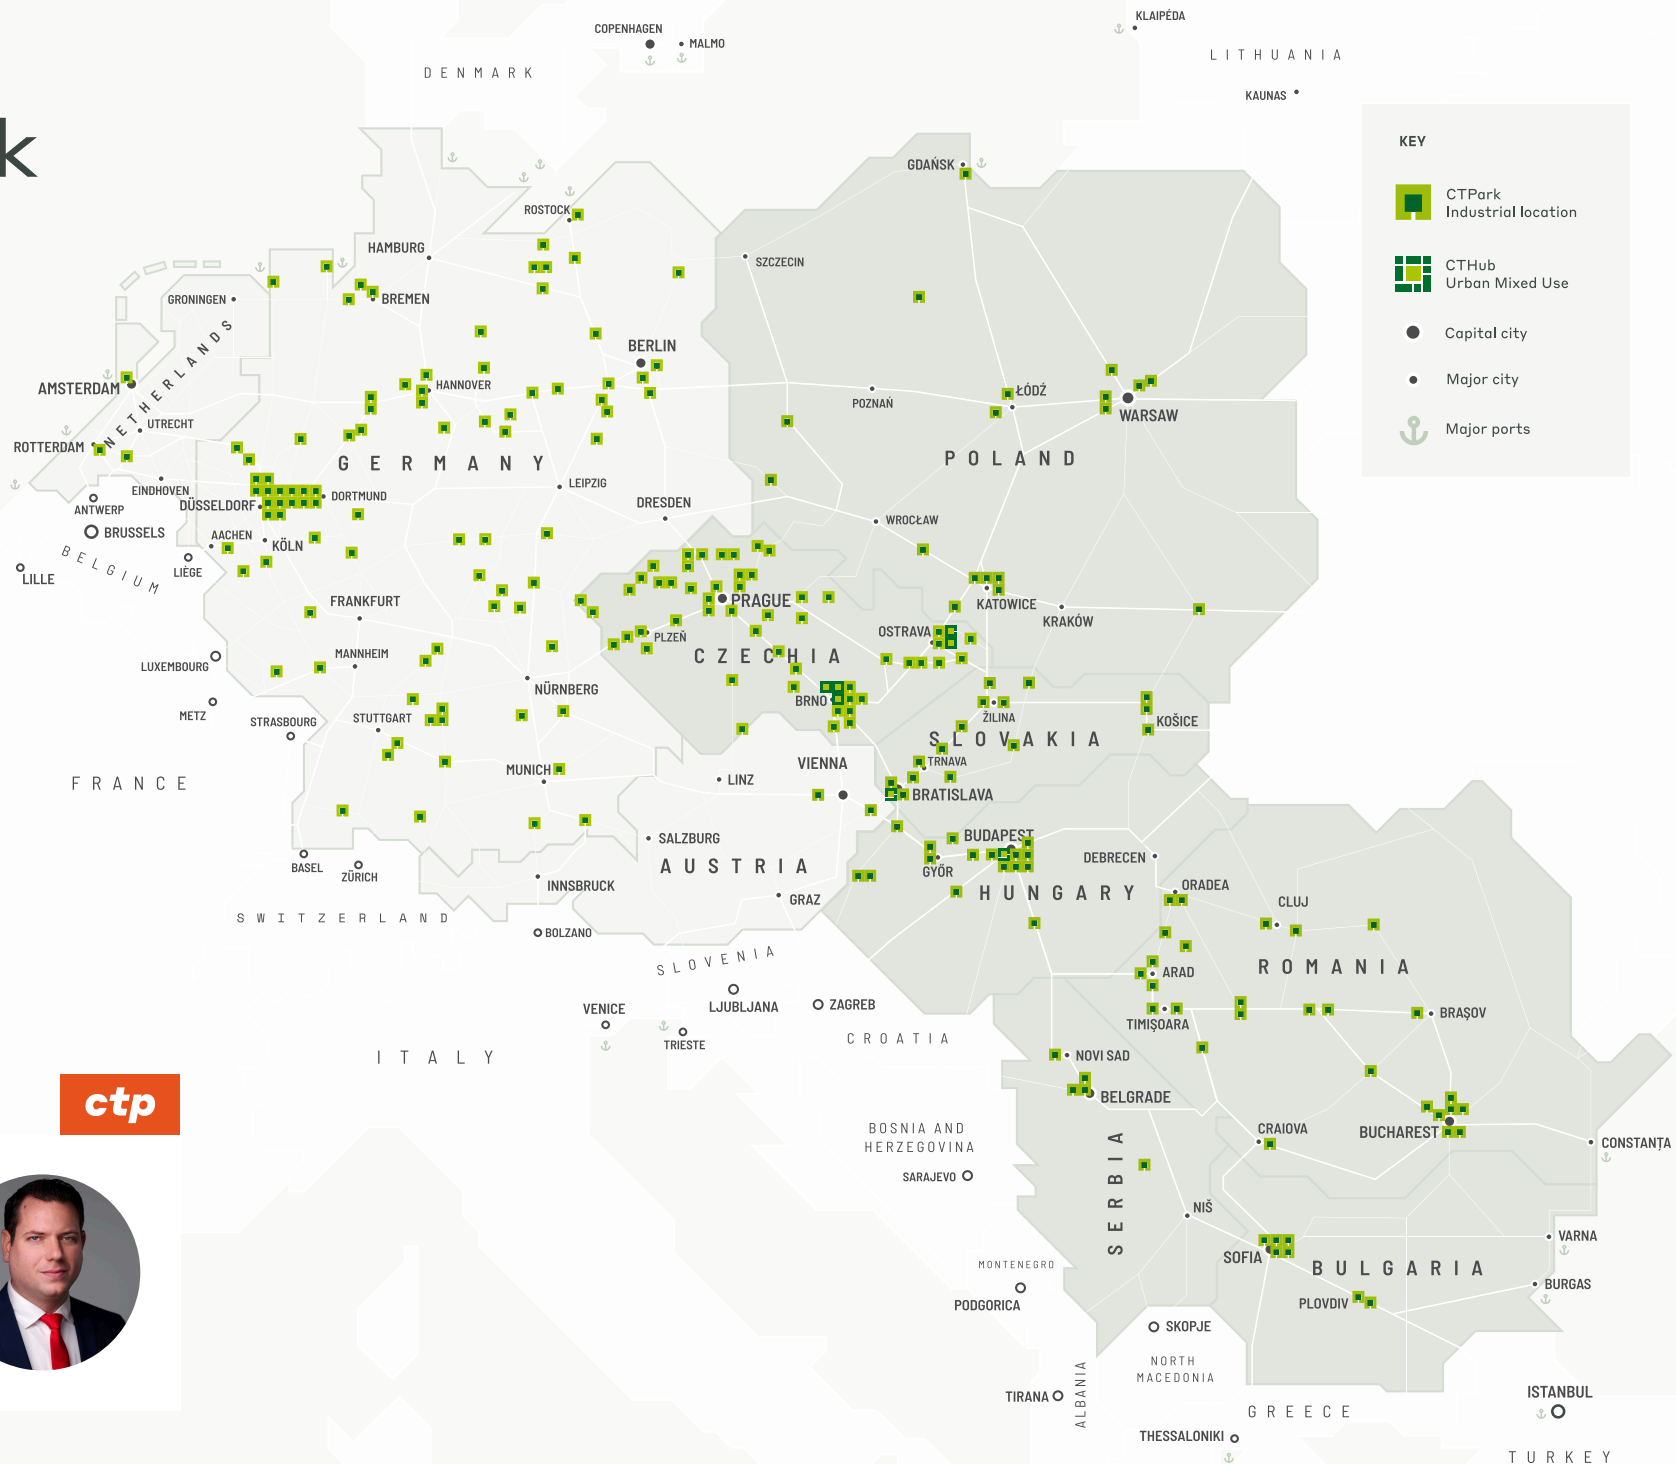 k
KLAIPĖDA
COPENHAGEN
MALMO
DENMARK
LITHUANIA
KAUNAS
KEY
CTPark
Industrial location
CTHub
Urban Mixed Use
Capital city
Major city
Major ports
GDAŃSK
ROSTOCK
HAMBURG
SZCZECIN
GRONINGEN
BREMEN
NETHERLANDS
BERLIN
AMSTERDAM
HANNOVER
UTRECHT
POZNAŃ
ŁÓDŹ
WARSAW
ROTTERDAM
GERMANY
POLAND
EINDHOVEN
LEIPZIG
DORTMUND
ANTWERP
DÜSSELDORF
DRESDEN
BRUSSELS
AACHEN
KÖLN
WROCŁAW
BELGIUM
LIÈGE
LILLE
FRANKFURT
PRAGUE
KATOWICE
KRAKÓW
OSTRAVA
PLZEŇ
LUXEMBOURG
MANNHEIM
CZECHIA
NÜRNBERG
BRNO
METZ
STRASBOURG
STUTTGART
ŽILINA
KOŠICE
SLOVAKIA
FRANCE
MUNICH
LINZ
VIENNA
TRNAVA
BRATISLAVA
SALZBURG
BUDAPEST
BASEL
ZÜRICH
AUSTRIA
GYŐR
DEBRECEN
INNSBRUCK
GRAZ
HUNGARY
ORADEA
CLUJ
SWITZERLAND
BOLZANO
SLOVENIA
ARAD
ROMANIA
VENICE
LJUBLJANA
ZAGREB
TIMIŞOARA
BRAŞOV
ITALY
TRIESTE
CROATIA
NOVI SAD
BELGRADE
ctp
BOSNIA AND
HERZEGOVINA
SARAJEVO
CRAIOVA
BUCHAREST
CONSTANȚA
SERBIA
NIŠ
SOFIA
VARNA
BULGARIA
MONTENEGRO
PODGORICA
PLOVDIV
BURGAS
SKOPJE
NORTH
MACEDONIA
TIRANA
ALBANIA
GREECE
ISTANBUL
THESSALONIKI
TURKEY